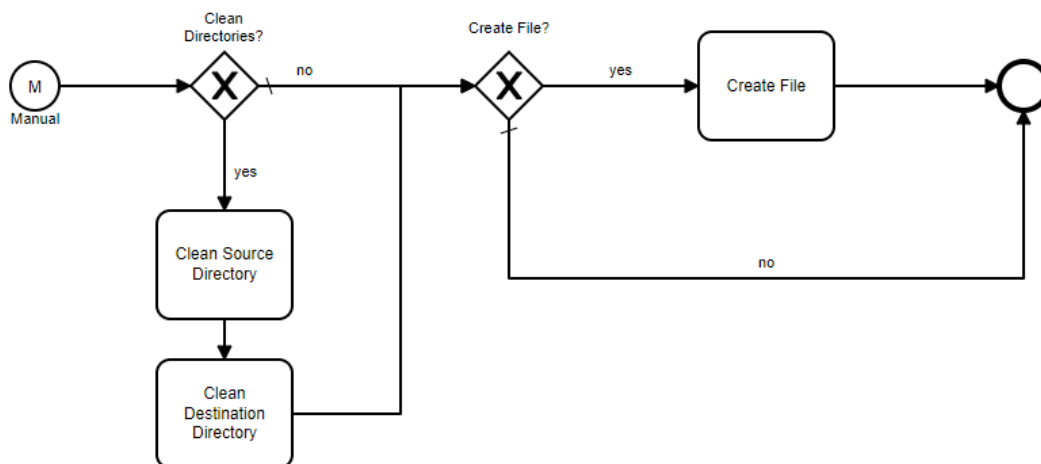 Clean
Directories?
Create File?
M
Manual
no
yes
Create File
yes
Clean Source
Directory
no
Clean
Destination
Directory